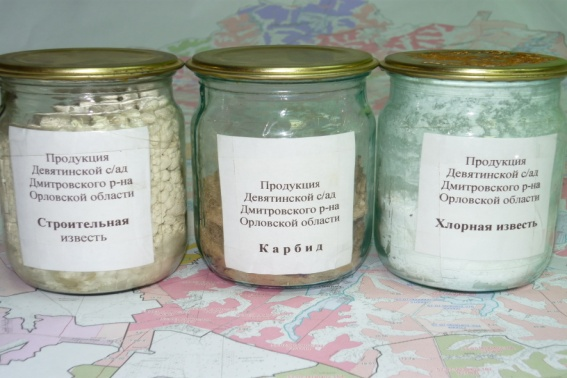 Продукция
Девятинской с/ад
Дмитровского р-на
Орловской области
Строительная
известь
Продукция
Девятинской с/ад
Дмитровского р-на
Орловской области
Карбид
Продукция
Девятинской с/ад
Дмитровского р-на
Орловской области
Хлорная известь